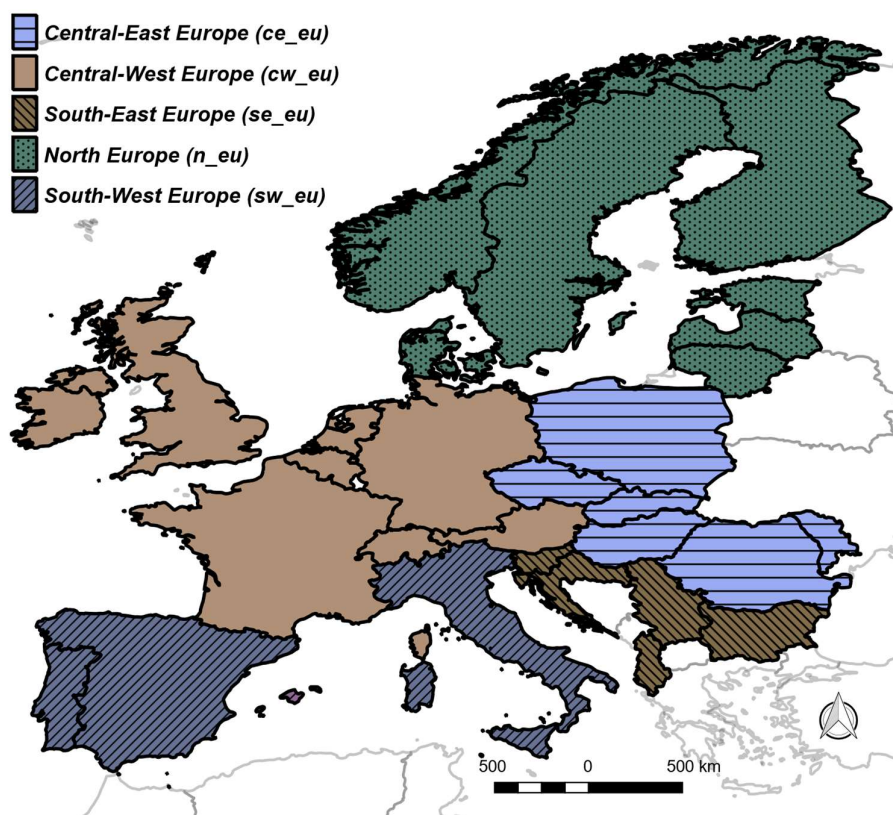 Central-East Europe (ce_eu)
Central-West Europe (cw_eu)
South-East Europe (se_eu)
North Europe (n_eu)
South-West Europe (sw_eu)
500 0 500 km